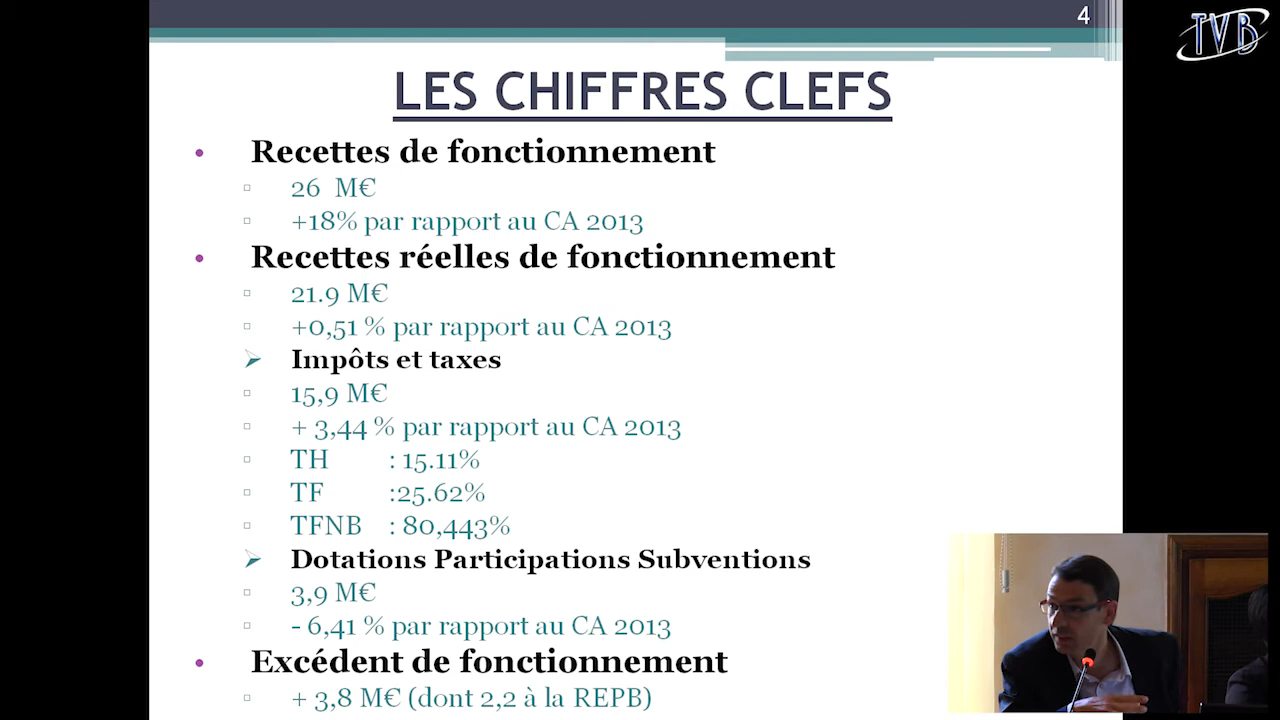 4
TVB
LES CHIFFRES CLEFS
• Recettes de fonctionnement
▫ 26 M€
▫ +18% par rapport au CA 2013
• Recettes réelles de fonctionnement
▫ 21.9 M€
▫ +0,51 % par rapport au CA 2013
➢ Impôts et taxes
▫ 15,9 M€
▫ + 3,44 % par rapport au CA 2013
▫ TH : 15.11%
▫ TF :25.62%
▫ TFNB : 80,443%
➢ Dotations Participations Subventions
▫ 3,9 M€
▫ - 6,41 % par rapport au CA 2013
• Excédent de fonctionnement
▫ + 3,8 M€ (dont 2,2 à la REPB)